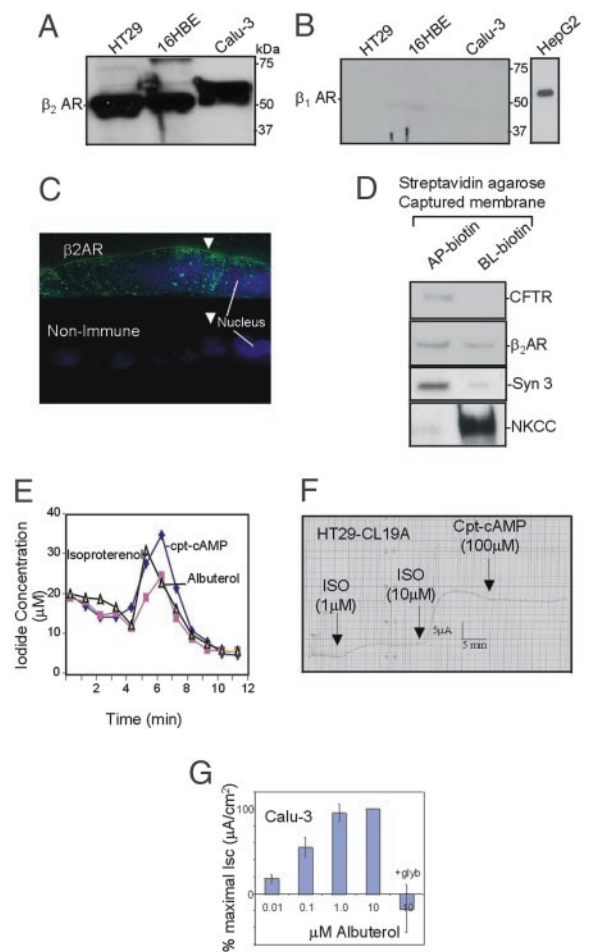 A
HT29
16HBE
Calu-3
kDa
75
β2 AR
50
37
B
HT29
16HBE
Calu-3
HepG2
75
β1 AR
50
37
C
β2AR
Nucleus
Non-Immune
D
Streptavidin agarose
Captured membrane
AP-biotin
BL-biotin
CFTR
β2AR
Syn 3
NKCC
E
Iodide Concentration
(μM)
40
30
20
10
0
Isoproterenol
cpt-cAMP
Albuterol
2 4 6 8 10 12
Time (min)
F
HT29-CL19A
Cpt-cAMP
(100μM)
ISO
(1μM)
ISO
(10μM)
5μA
5 min
G
% maximal Isc (μA/cm²)
100
0
Calu-3
+glyb
0.01 0.1 1.0 10 10
μM Albuterol